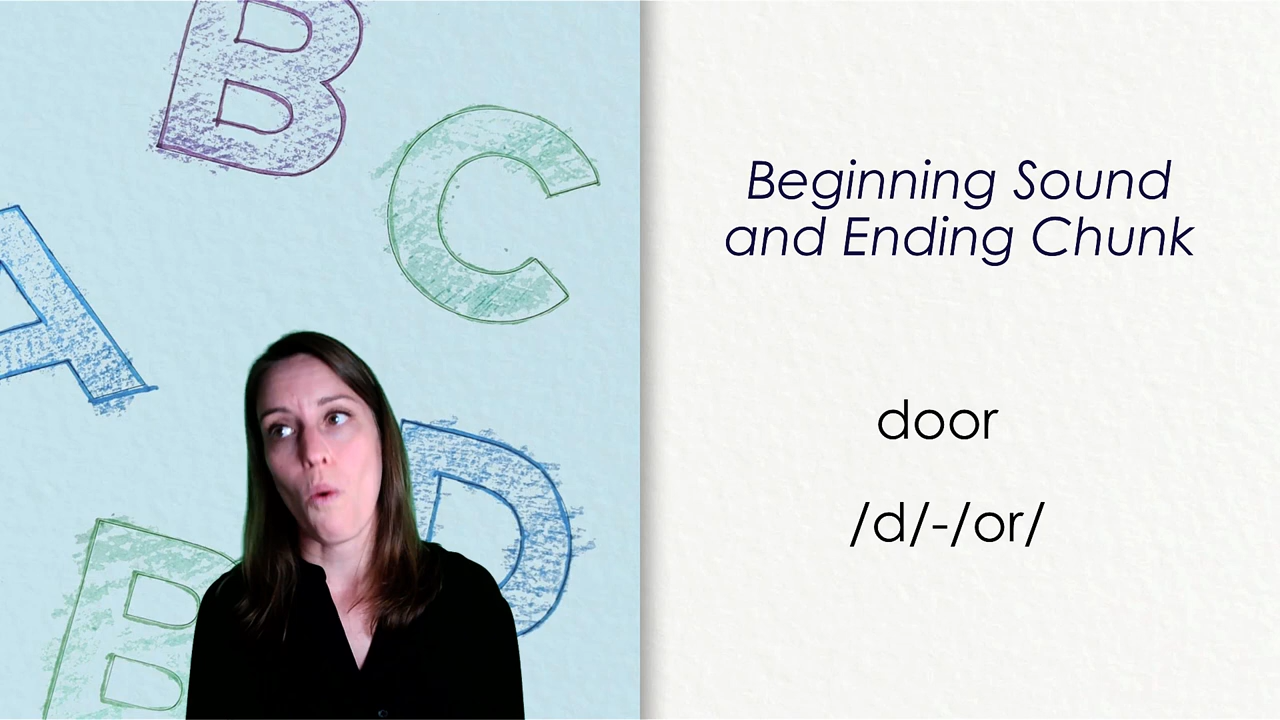 B
C
A
D
B
Beginning Sound
and Ending Chunk
door
/d/-/or/